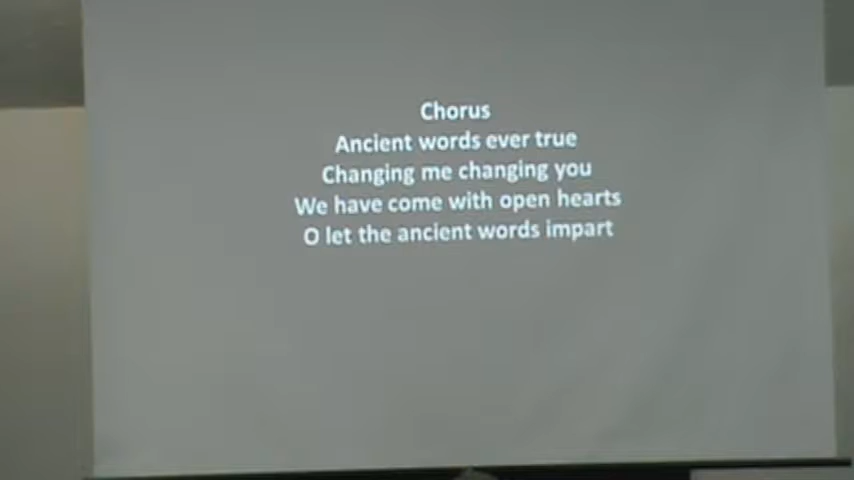 Chorus
Ancient words ever true
Changing me changing you
We have come with open hearts
O let the ancient words impart